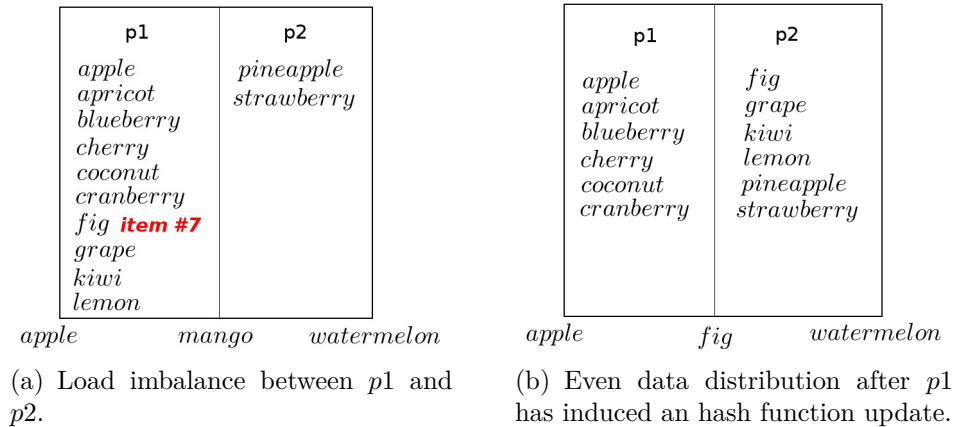 p1
p2
apple
apricot
blueberry
cherry
coconut
cranberry
fig item #7
grape
kiwi
lemon
pineapple
strawberry
apple
mango
watermelon
(a) Load imbalance between p1 and
p2.
p1
p2
apple
apricot
blueberry
cherry
coconut
cranberry
fig
grape
kiwi
lemon
pineapple
strawberry
apple
fig
watermelon
(b) Even data distribution after p1
has induced an hash function update.